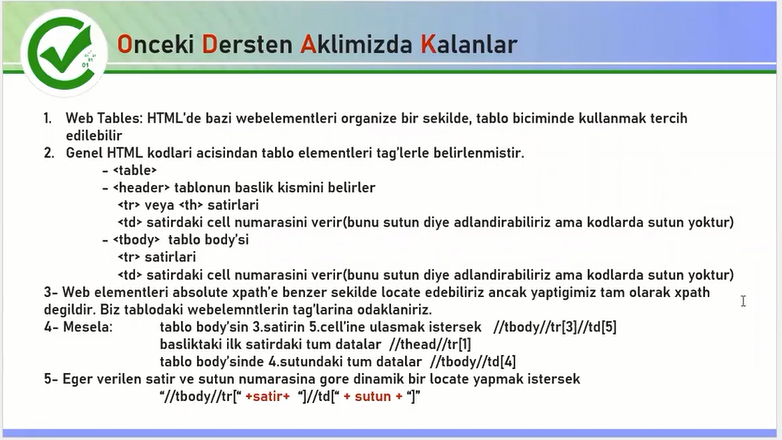 Onceki Dersten Aklimizda Kalanlar
1. Web Tables: HTML'de bazi webelementleri organize bir sekilde, tablo biciminde kullanmak tercih
edilebilir
2. Genel HTML kodlari acisindan tablo elementleri tag'lerle belirlenmistir.
- <table>
- <header> tablonun baslik kismini belirler
<tr> veya <th> satirlari
<td> satirdaki cell numarasini verir(bunu sutun diye adlandirabiliriz ama kodlarda sutun yoktur)
- <tbody> tablo body'si
<tr> satirlari
<td> satirdaki cell numarasini verir(bunu sutun diye adlandirabiliriz ama kodlarda sutun yoktur)
3- Web elementleri absolute xpath'e benzer sekilde locate edebiliriz ancak yaptigimiz tam olarak xpath
degildir. Biz tablodaki webelemntlerin tag'larina odaklaniriz.
4- Mesela: tablo body'sin 3.satirin 5.cell'ine ulasmak istersek //tbody//tr[3]//td[5]
basliktaki ilk satirdaki tum datalar //thead//tr[1]
tablo body'sinde 4.sutundaki tum datalar //tbody//td[4]
5- Eger verilen satir ve sutun numarasina gore dinamik bir locate yapmak istersek
“//tbody//tr[“ +satir+ “]//td[“ + sutun + “]”